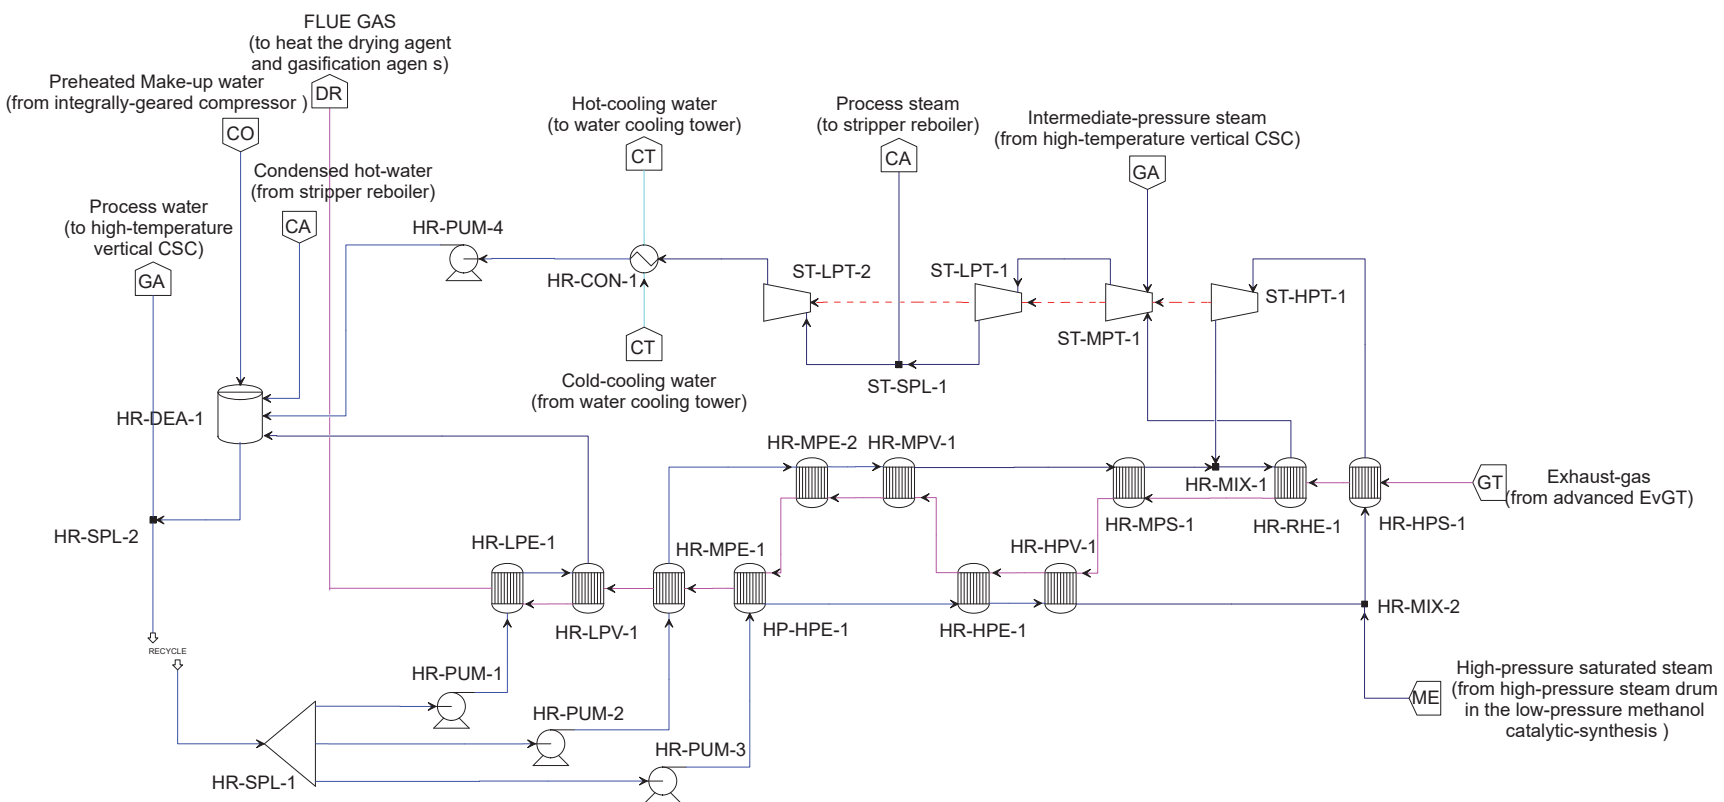 FLUE GAS
(to heat the drying agent
and gasification agen s)
DR
Preheated Make-up water
(from integrally-geared compressor )
CO
Condensed hot-water
(from stripper reboiler)
CA
Process water
(to high-temperature
vertical CSC)
GA
Hot-cooling water
(to water cooling tower)
CT
Process steam
(to stripper reboiler)
CA
Intermediate-pressure steam
(from high-temperature vertical CSC)
GA
HR-PUM-4
HR-CON-1
ST-LPT-2
ST-LPT-1
ST-MPT-1
ST-HPT-1
CT
Cold-cooling water
(from water cooling tower)
ST-SPL-1
HR-DEA-1
HR-MPE-2
HR-MPV-1
HR-MIX-1
HR-MPS-1
HR-RHE-1
HR-HPS-1
GT
Exhaust-gas
(from advanced EvGT)
HR-SPL-2
HR-LPE-1
HR-MPE-1
HR-HPV-1
HR-LPV-1
HP-HPE-1
HR-HPE-1
HR-MIX-2
RECYCLE
HR-PUM-1
HR-PUM-2
HR-PUM-3
HR-SPL-1
ME
High-pressure saturated steam
(from high-pressure steam drum
in the low-pressure methanol
catalytic-synthesis )